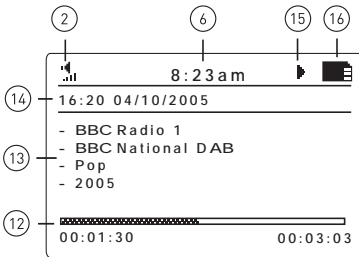 2 6 15 16
8:23am
14 16:20 04/10/2005
- BBC Radio 1
- BBC National DAB
13 - Pop
- 2005
12
00:01:30 00:03:03